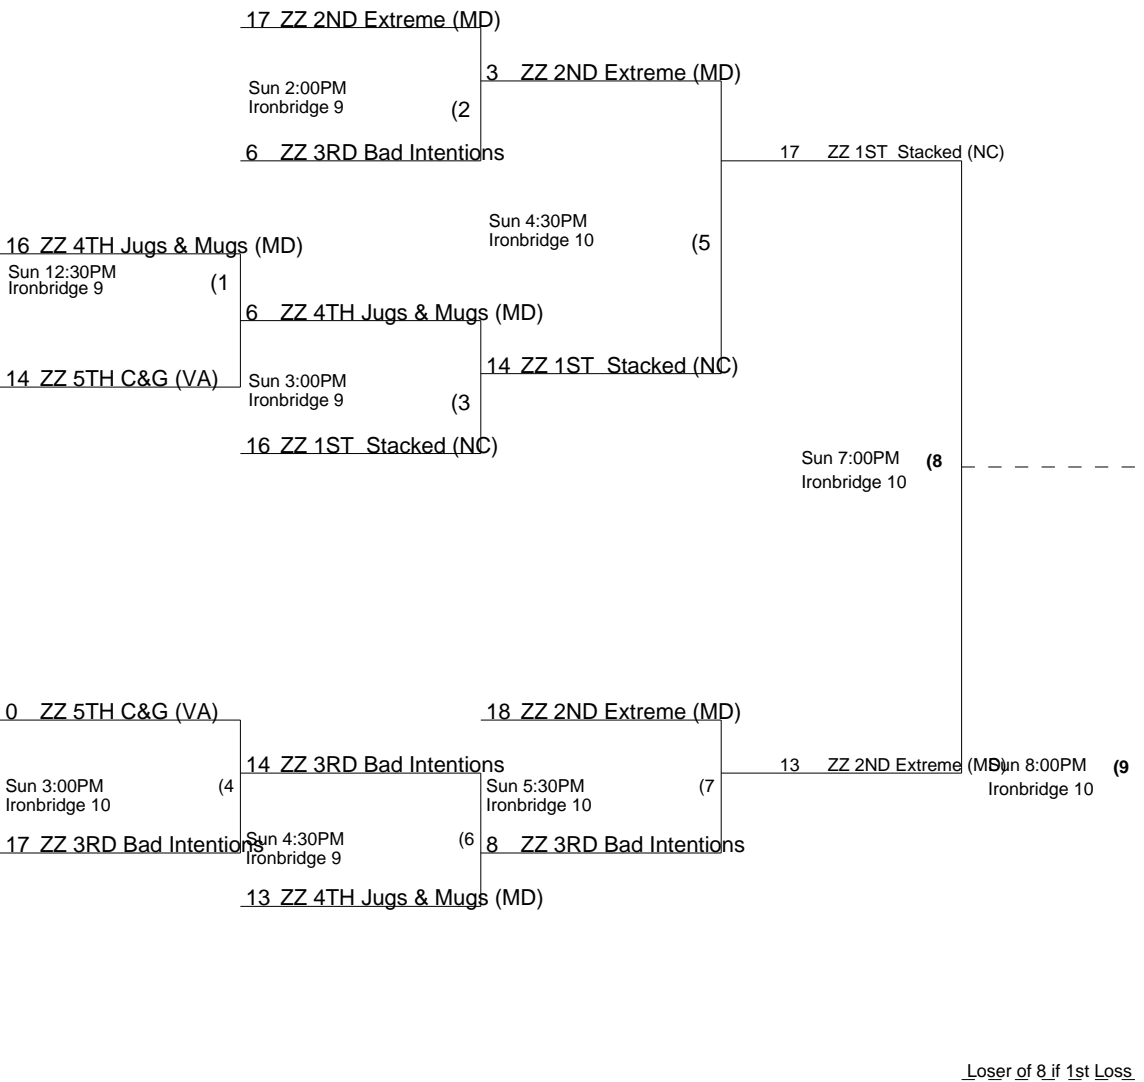 17 ZZ 2ND Extreme (MD)
3 ZZ 2ND Extreme (MD)
Sun 2:00PM
Ironbridge 9
(2
6 ZZ 3RD Bad Intentions
17 ZZ 1ST Stacked (NC)
Sun 4:30PM
Ironbridge 10
(5
16 ZZ 4TH Jugs & Mugs (MD)
Sun 12:30PM
Ironbridge 9
(1
6 ZZ 4TH Jugs & Mugs (MD)
14 ZZ 1ST Stacked (NC)
14 ZZ 5TH C&G (VA)
Sun 3:00PM
Ironbridge 9
(3
16 ZZ 1ST Stacked (NC)
Sun 7:00PM
Ironbridge 10
(8
0 ZZ 5TH C&G (VA)
18 ZZ 2ND Extreme (MD)
14 ZZ 3RD Bad Intentions
13 ZZ 2ND Extreme (MD)
Sun 8:00PM
Ironbridge 10
(9
Sun 3:00PM
Ironbridge 10
(4
Sun 5:30PM
Ironbridge 10
(7
17 ZZ 3RD Bad Intentions
Sun 4:30PM
Ironbridge 9
(6
8 ZZ 3RD Bad Intentions
13 ZZ 4TH Jugs & Mugs (MD)
Loser of 8 if 1st Loss